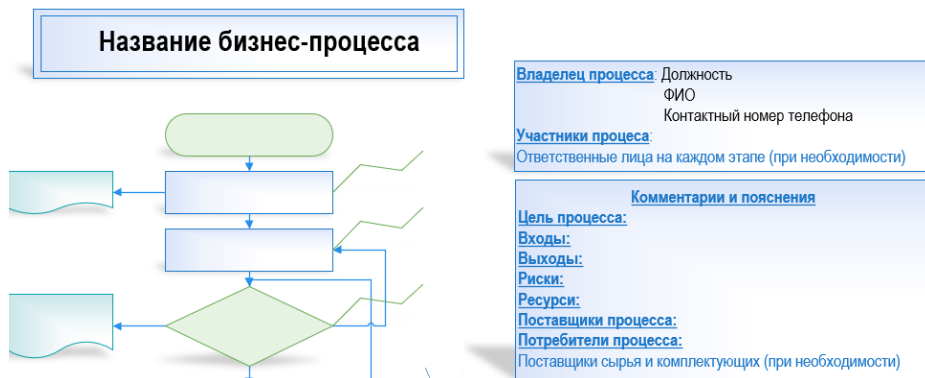 Название бизнес-процесса
Владелец процесса: Должность
ФИО
Контактный номер телефона
Участники процеса:
Ответственные лица на каждом этапе (при необходимости)
Комментарии и пояснения
Цель процесса:
Входы:
Выходы:
Риски:
Ресурси:
Поставщики процесса:
Потребители процесса:
Поставщики сырья и комплектующих (при необходимости)